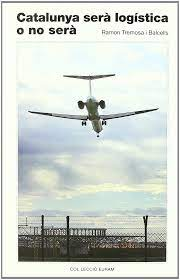 Catalunya serà logística
o no serà
Ramon Tremosa i Balcells
COL·LECCIÓ EURAM